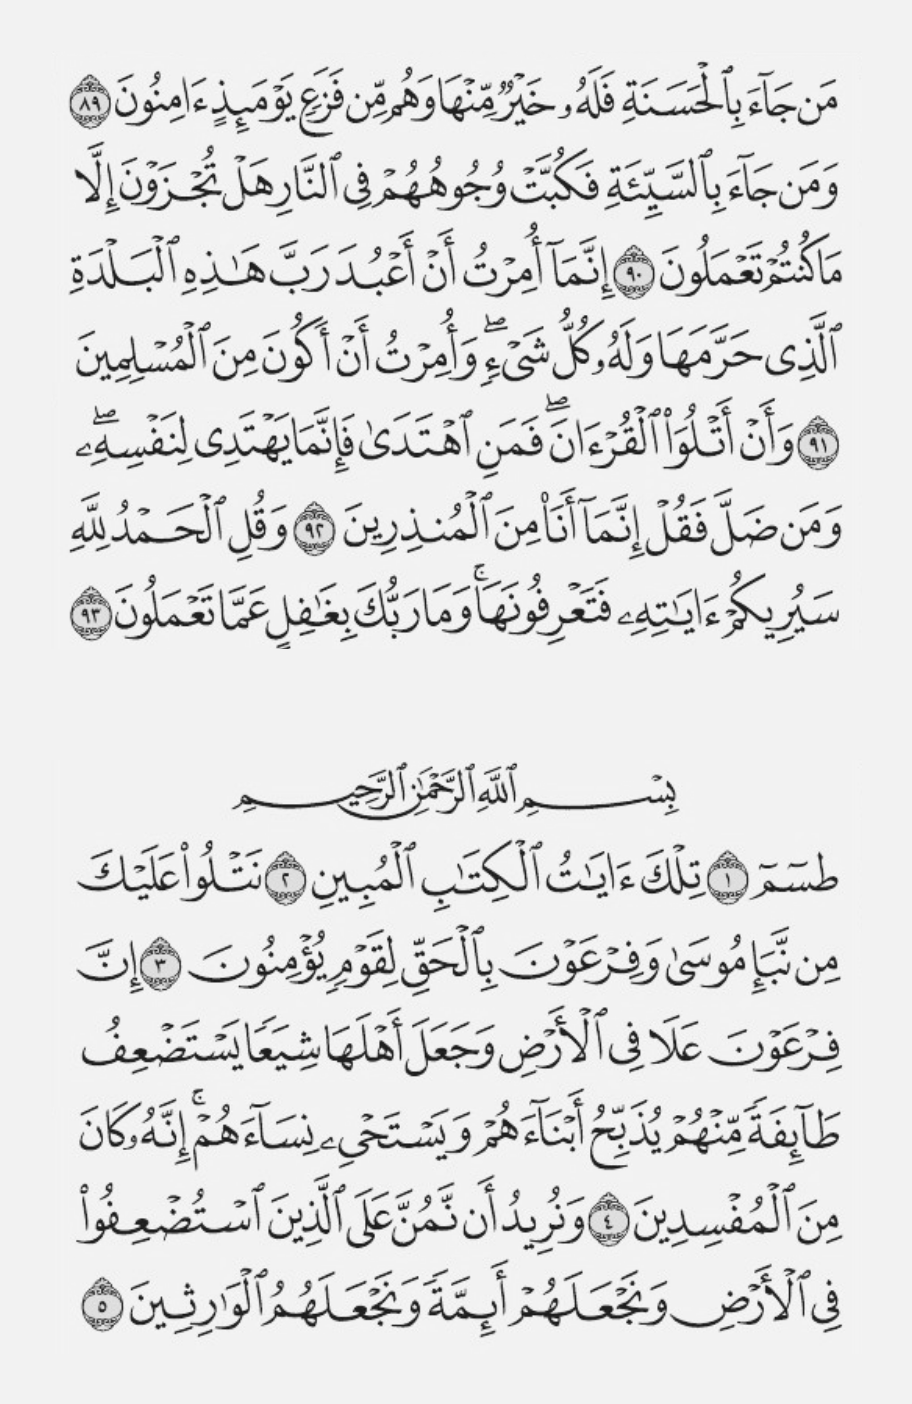 مَن جَآءَ بِٱلْحَسَنَةِ فَلَهُۥ خَيْرٌ مِّنْهَا وَهُم مِّن فَزَعٍ يَوْمَئِذٍ ءَامِنُونَ ٨٩
وَمَن جَآءَ بِٱلسَّيِّئَةِ فَكُبَّتْ وُجُوهُهُمْ فِى ٱلنَّارِ هَلْ تُجْزَوْنَ إِلَّا
مَا كُنتُمْ تَعْمَلُونَ ٩٠ إِنَّمَآ أُمِرْتُ أَنْ أَعْبُدَ رَبَّ هَـٰذِهِ ٱلْبَلْدَةِ
ٱلَّذِى حَرَّمَهَا وَلَهُۥ كُلُّ شَىْءٍ ۖ وَأُمِرْتُ أَنْ أَكُونَ مِنَ ٱلْمُسْلِمِينَ
٩١ وَأَنْ أَتْلُوَا۟ ٱلْقُرْءَانَ ۖ فَمَنِ ٱهْتَدَىٰ فَإِنَّمَا يَهْتَدِى لِنَفْسِهِۦ ۖ
وَمَن ضَلَّ فَقُلْ إِنَّمَآ أَنَا۠ مِنَ ٱلْمُنذِرِينَ ٩٢ وَقُلِ ٱلْحَمْدُ لِلَّهِ
سَيُرِيكُمْ ءَايَـٰتِهِۦ فَتَعْرِفُونَهَا ۚ وَمَا رَبُّكَ بِغَـٰفِلٍ عَمَّا تَعْمَلُونَ ٩٣
بِسْمِ ٱللَّهِ ٱلرَّحْمَـٰنِ ٱلرَّحِيمِ
طسٓمٓ ١ تِلْكَ ءَايَـٰتُ ٱلْكِتَـٰبِ ٱلْمُبِينِ ٢ نَتْلُوا۟ عَلَيْكَ
مِن نَّبَإِ مُوسَىٰ وَفِرْعَوْنَ بِٱلْحَقِّ لِقَوْمٍ يُؤْمِنُونَ ٣ إِنَّ
فِرْعَوْنَ عَلَا فِى ٱلْأَرْضِ وَجَعَلَ أَهْلَهَا شِيَعًا يَسْتَضْعِفُ
طَآئِفَةً مِّنْهُمْ يُذَبِّحُ أَبْنَآءَهُمْ وَيَسْتَحْىِۦ نِسَآءَهُمْ ۚ إِنَّهُۥ كَانَ
مِنَ ٱلْمُفْسِدِينَ ٤ وَنُرِيدُ أَن نَّمُنَّ عَلَى ٱلَّذِينَ ٱسْتُضْعِفُوا۟
فِى ٱلْأَرْضِ وَنَجْعَلَهُمْ أَئِمَّةً وَنَجْعَلَهُمُ ٱلْوَٰرِثِينَ ٥